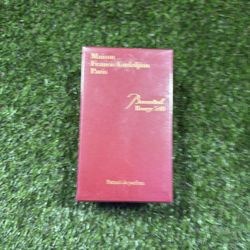 Maison
Francis Kurkdjian
Paris
Baccarat
Rouge 540
Extrait de parfum